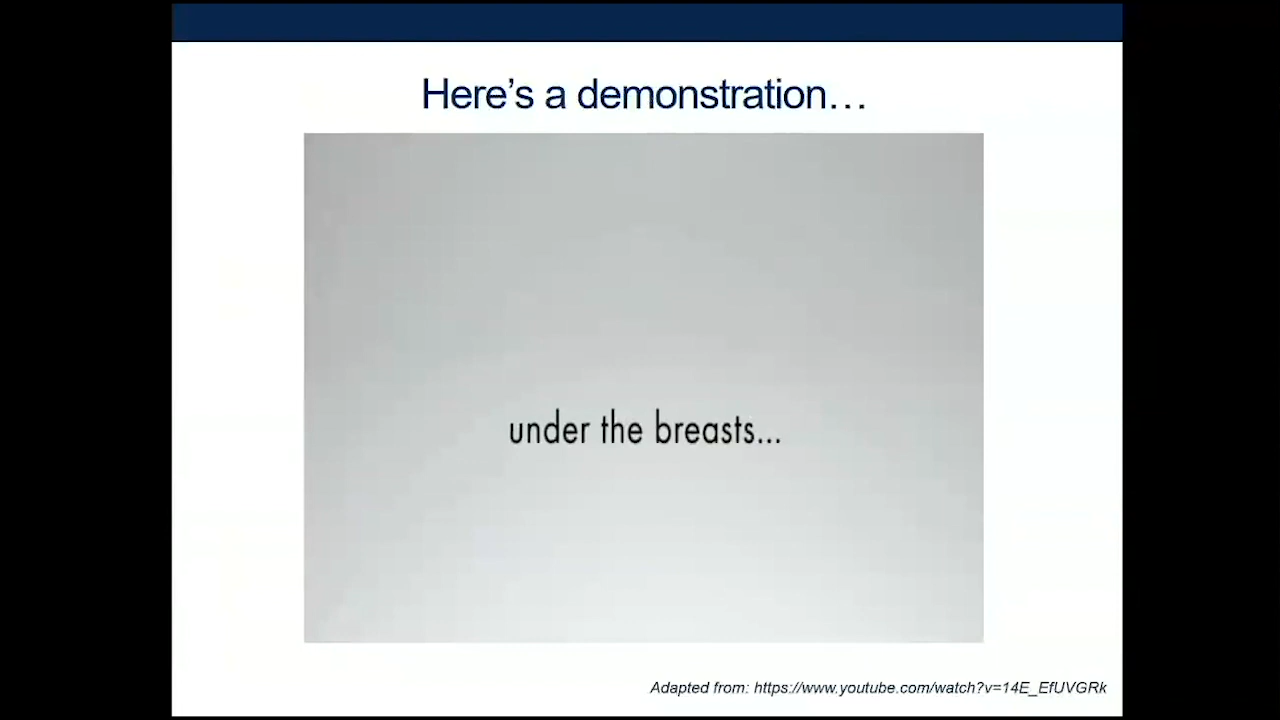 Here's a demonstration…
under the breasts...
Adapted from: https://www.youtube.com/watch?v=14E_EfUVGRk